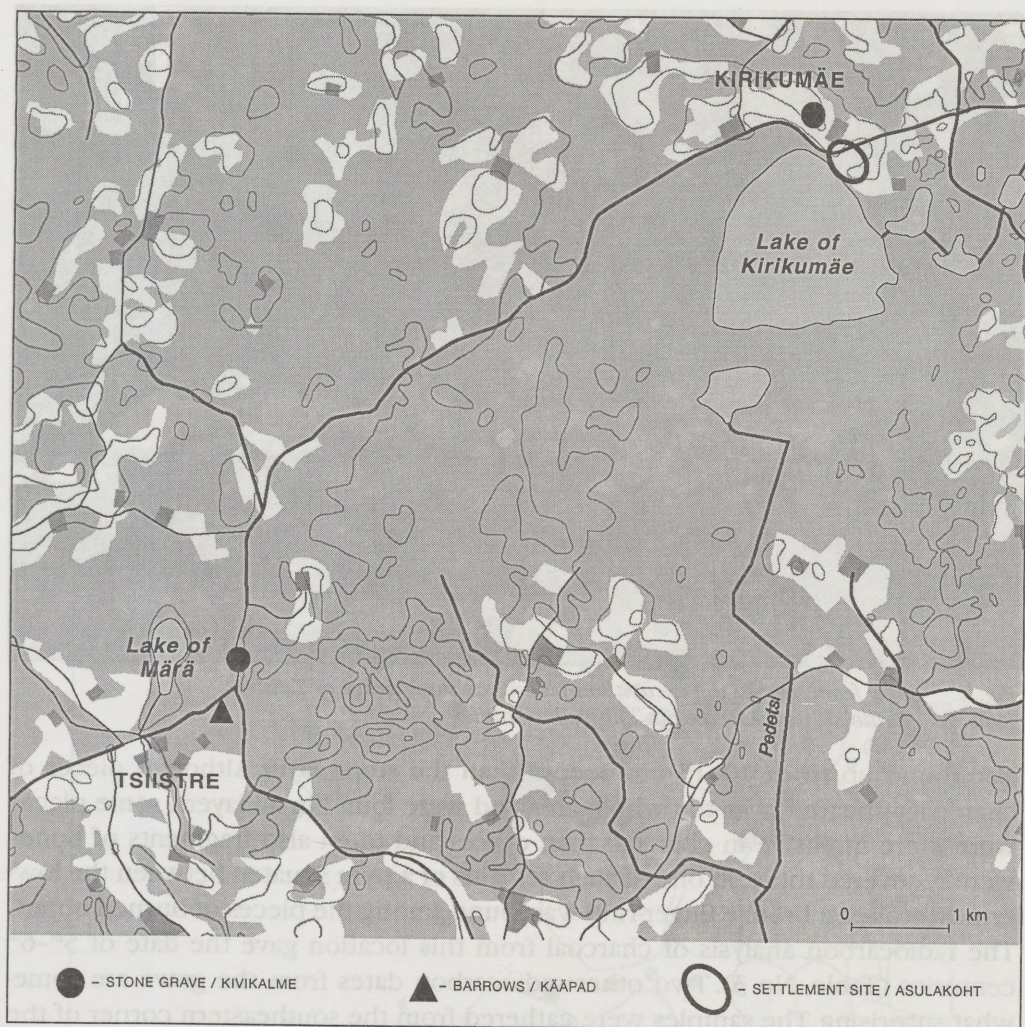 KIRIKUMÄE
Lake of
Kirikumäe
Lake of
Märä
Pedetsi
TSIISTRE
0 1 km
– STONE GRAVE / KIVIKALME
– BARROWS / KÄÄPAD
– SETTLEMENT SITE / ASULAKOHT